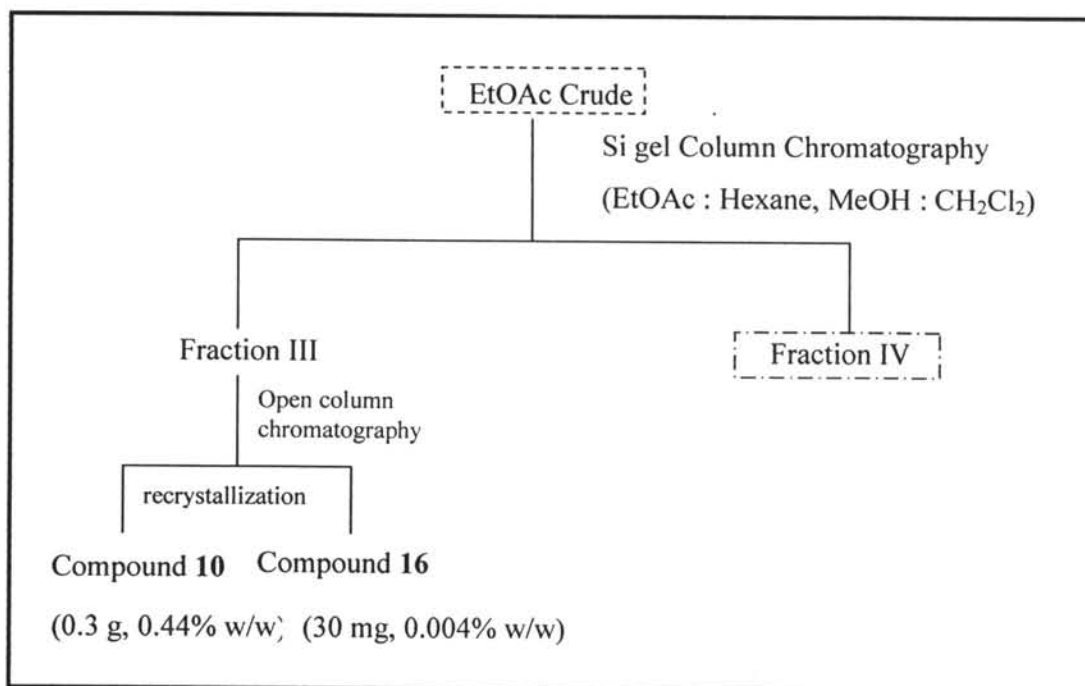 EtOAc Crude
Si gel Column Chromatography
(EtOAc : Hexane, MeOH : CH₂Cl₂)
Fraction III
Fraction IV
Open column
chromatography
recrystallization
Compound 10 Compound 16
(0.3 g, 0.44% w/w) (30 mg, 0.004% w/w)